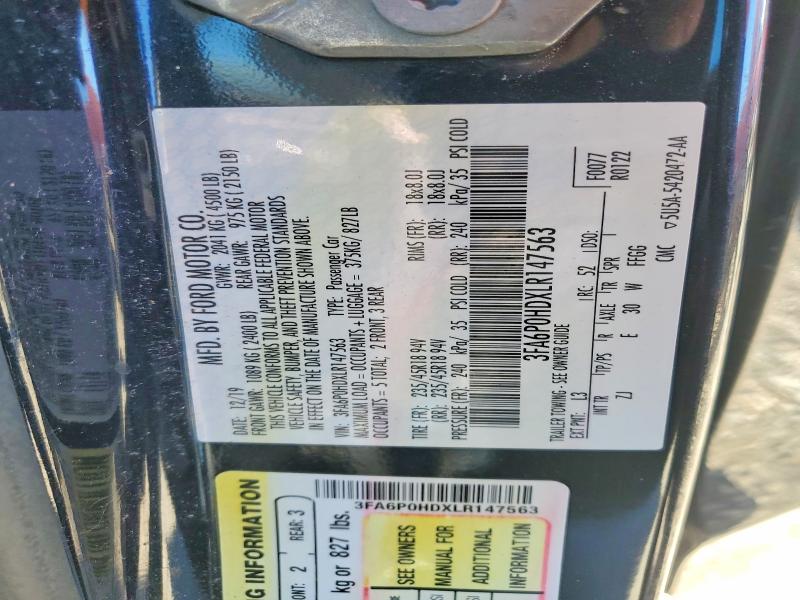 MFD. BY FORD MOTOR CO.
DATE: 12/19 GVWR: 2041 KG (4500 LB)
FRONT GAWR: 1089 KG (2400 LB) REAR GAWR: 975 KG (2150 LB)
THIS VEHICLE CONFORMS TO ALL APPLICABLE FEDERAL MOTOR
VEHICLE SAFETY, BUMPER, AND THEFT PREVENTION STANDARDS
IN EFFECT ON THE DATE OF MANUFACTURE SHOWN ABOVE.
VIN: 3FA6P0HDXLR147563 TYPE: Passenger Car
MAXIMUM LOAD = OCCUPANTS + LUGGAGE = 375KG/ 827LB
OCCUPANTS = 5 TOTAL; 2 FRONT, 3 REAR
TIRE (FR): 235/45R18 94V RIMS (FR): 18x8.0J
(RR): 235/45R18 94V (RR): 18x8.0J
PRESSURE (FR): 240 kPa/ 35 PSI COLD (RR): 240 kPa/ 35 PSI COLD
3FA6P0HDXLR147563
TRAILER TOWING - SEE OWNER GUIDE
F0077
R0122
EXT PNT: L3 RC: 52 DSO:
INT TR TP/PS R AXLE TR SPR
ZJ E 30 W FFGG
CMC ▽5U5A-5420472-AA
3FA6P0HDXLR147563
G INFORMATION
ONT: 2 REAR: 3
kg or 827 lbs.
SEE OWNERS
MANUAL FOR
ADDITIONAL
INFORMATION